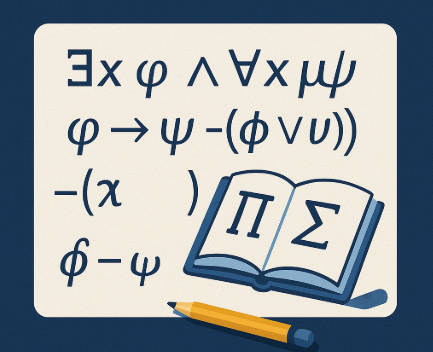 ∃x φ ∧ ∀x μψ
φ → ψ -(ϕ ∨ υ))
-(χ )
ϕ – ψ
Π Σ